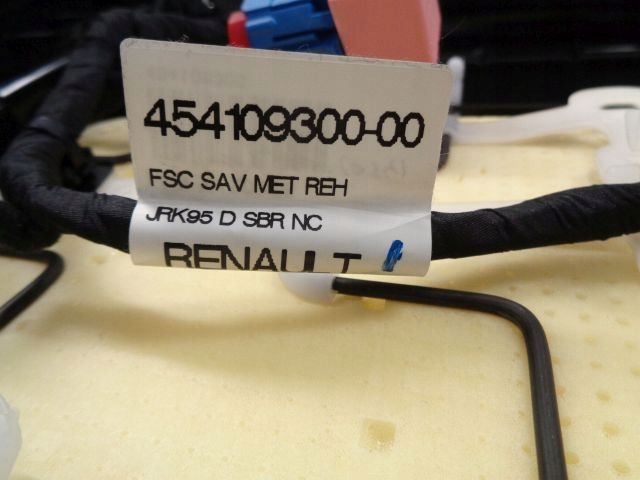 454109300-00
FSC SAV MET REH
JRK95 D SBR NC
RENAULT